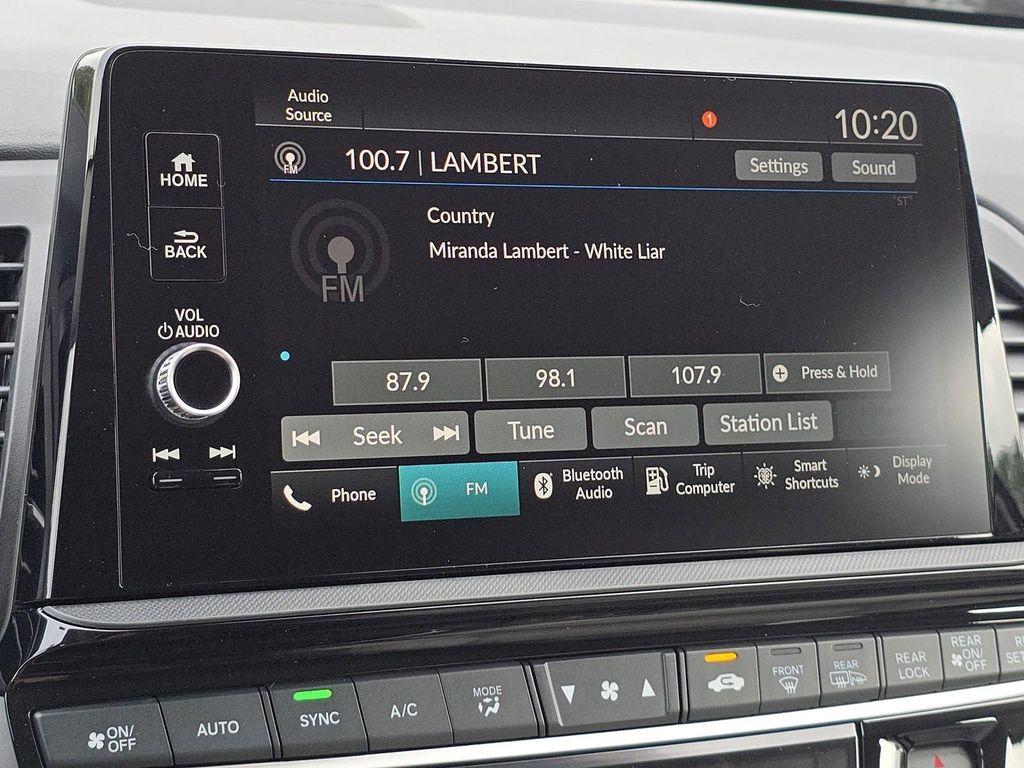 Audio
Source
1
10:20
HOME
FM
100.7 | LAMBERT
Settings
Sound
"ST"
Country
BACK
Miranda Lambert - White Liar
FM
VOL
AUDIO
87.9
98.1
107.9
Press & Hold
Seek
Tune
Scan
Station List
Phone
FM
Bluetooth
Audio
Trip
Computer
Smart
Shortcuts
Display
Mode
ON/
OFF
AUTO
SYNC
A/C
MODE
FRONT
REAR
REAR
LOCK
REAR
ON/
OFF